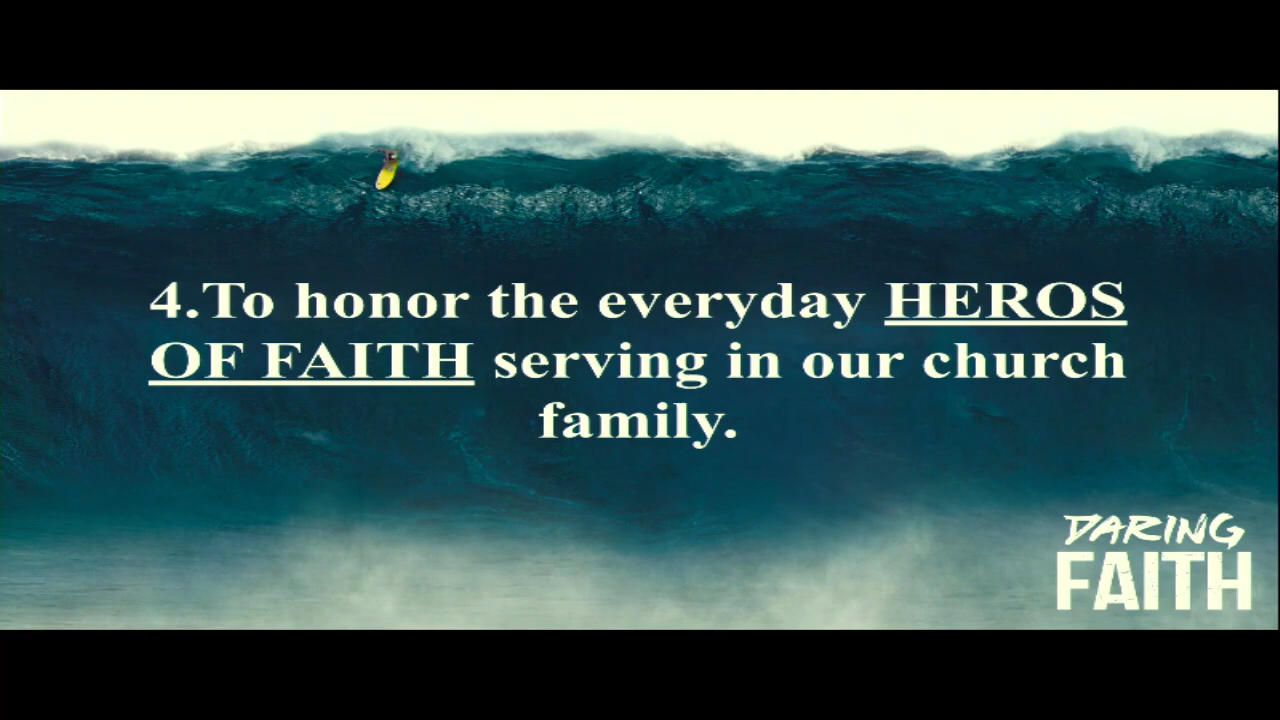 4.To honor the everyday HEROS
OF FAITH serving in our church
family.
DARING
FAITH